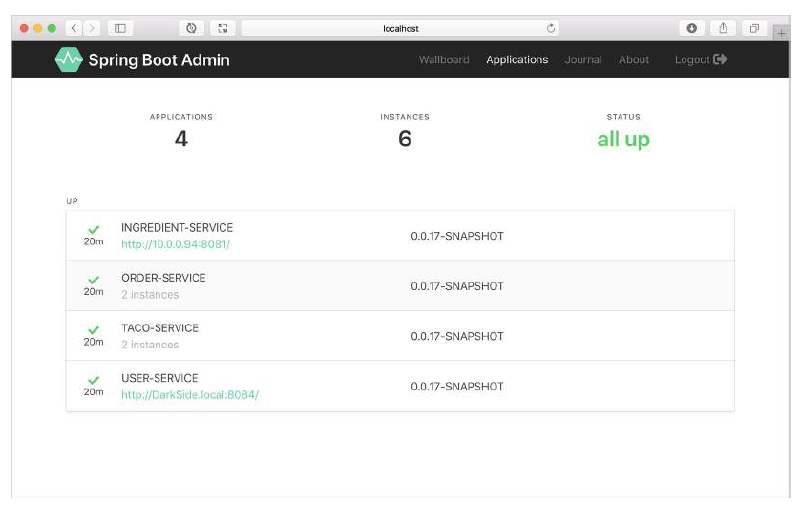 localhost
Spring Boot Admin
Wallboard Applications Journal About Logout
APPLICATIONS INSTANCES STATUS
4 6 all up
UP
INGREDIENT-SERVICE
20m http://10.0.0.94:8081/ 0.0.17-SNAPSHOT
ORDER-SERVICE
20m 2 instances 0.0.17-SNAPSHOT
TACO-SERVICE
20m 2 instances 0.0.17-SNAPSHOT
USER-SERVICE
20m http://DarkSide.local:8084/ 0.0.17-SNAPSHOT